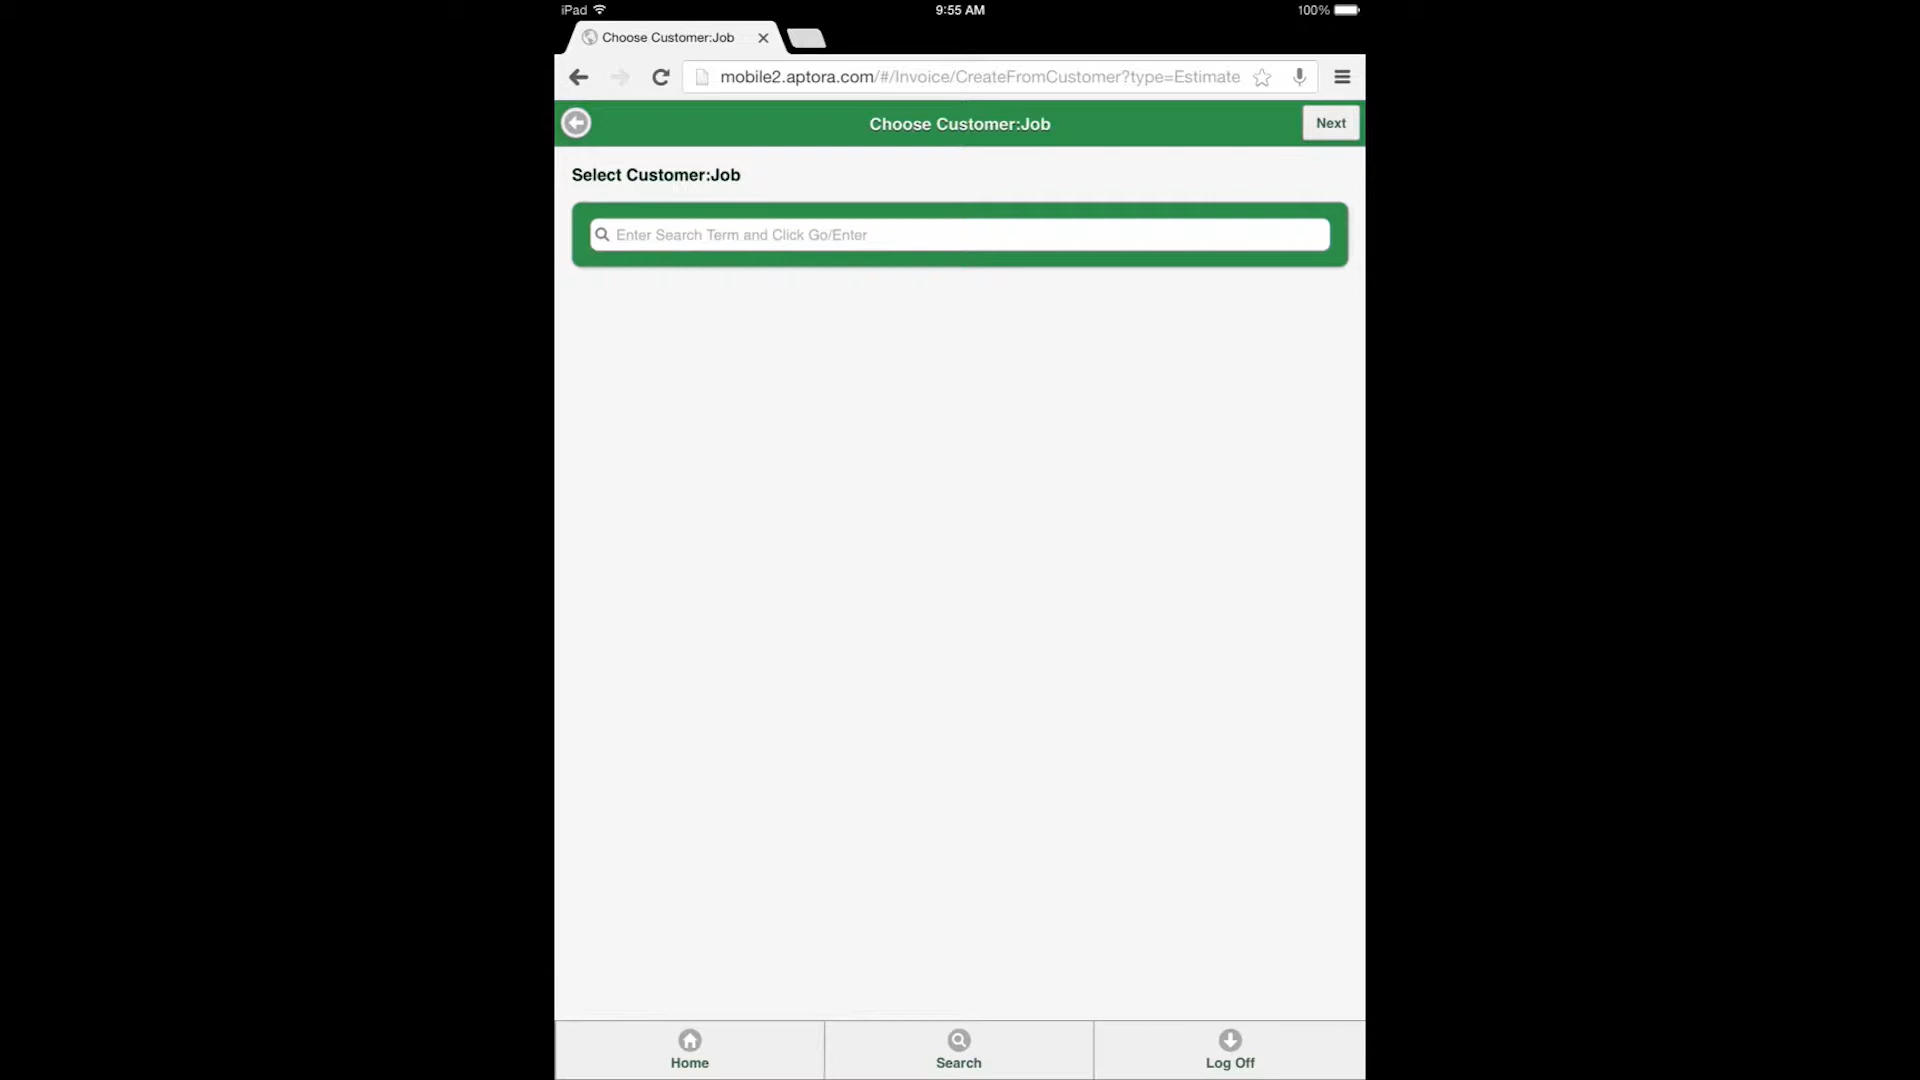 iPad 9:55 AM 100%
Choose Customer:Job
mobile2.aptora.com/#/Invoice/CreateFromCustomer?type=Estimate
Choose Customer:Job Next
Select Customer:Job
Enter Search Term and Click Go/Enter
Home Search Log Off